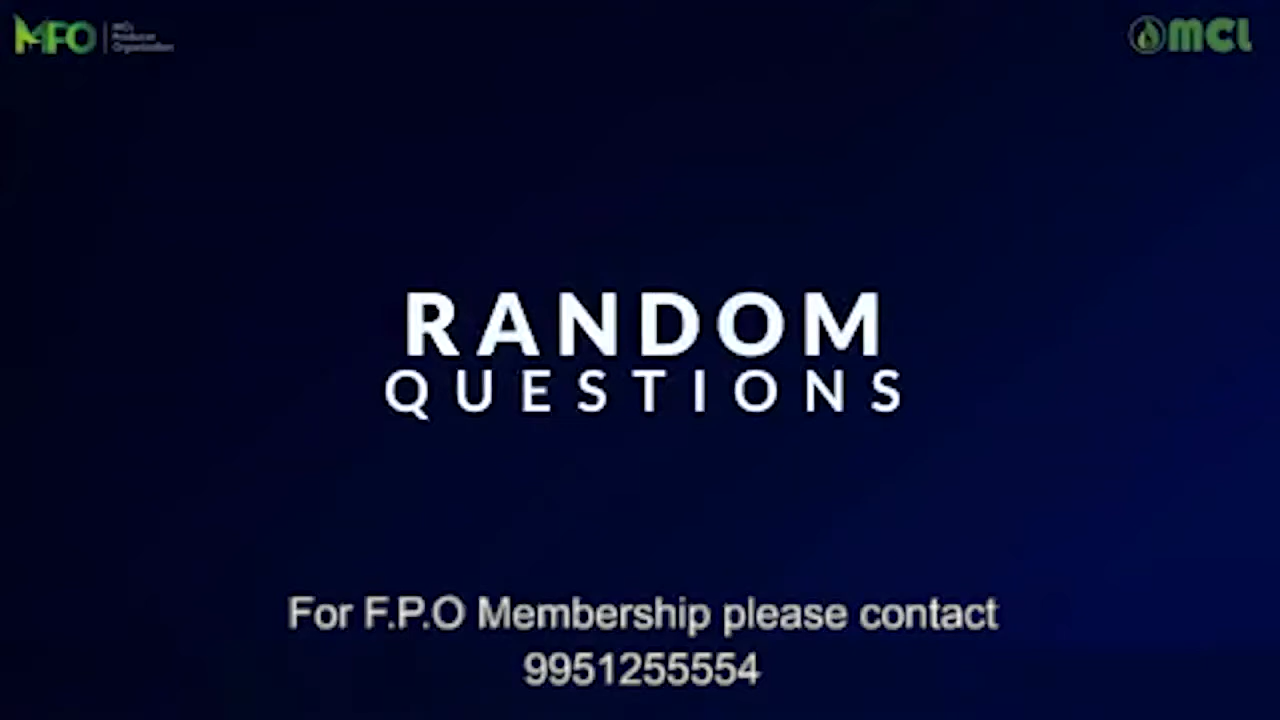 MFO
mcl
RANDOM
QUESTIONS
For F.P.O Membership please contact
9951255554